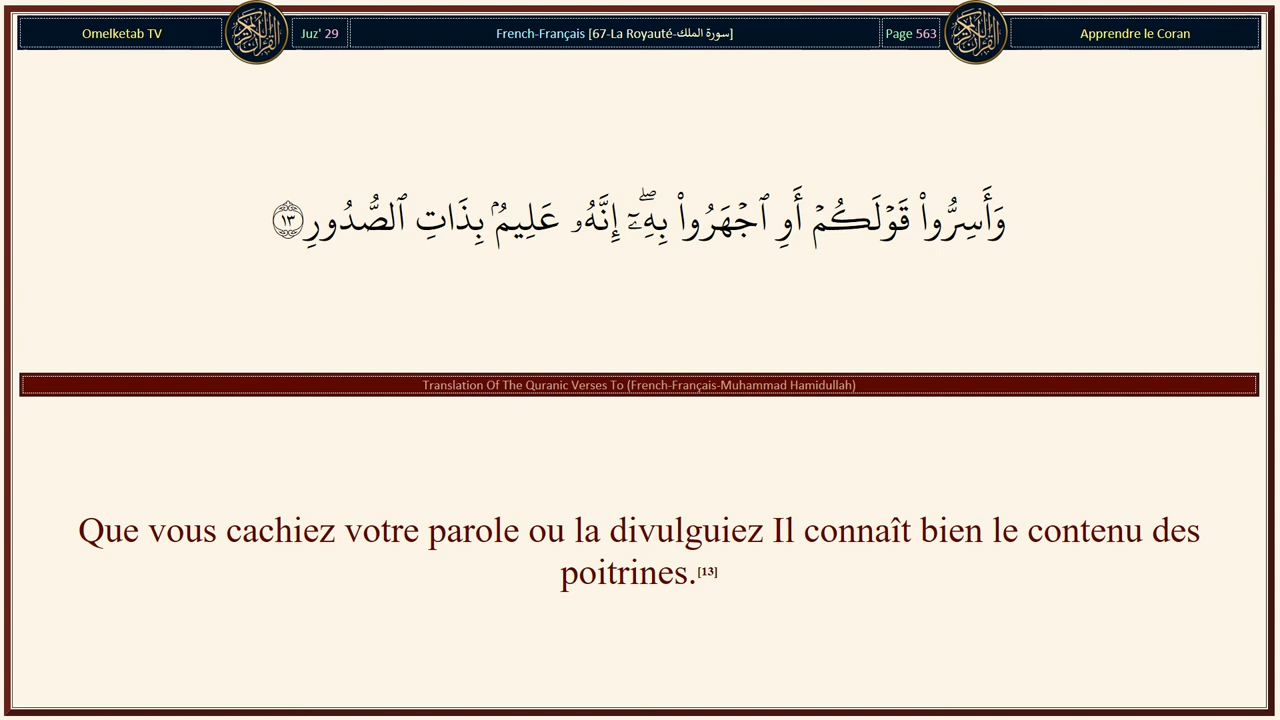 Omelketab TV
Juz' 29
French-Français [67-La Royauté-سورة الملك]
Page 563
Apprendre le Coran
وَأَسِرُّوا۟ قَوْلَكُمْ أَوِ ٱجْهَرُوا۟ بِهِۦٓ ۖ إِنَّهُۥ عَلِيمٌۢ بِذَاتِ ٱلصُّدُورِ ١٣
Translation Of The Quranic Verses To (French-Français-Muhammad Hamidullah)
Que vous cachiez votre parole ou la divulguiez Il connaît bien le contenu des
poitrines.[13]